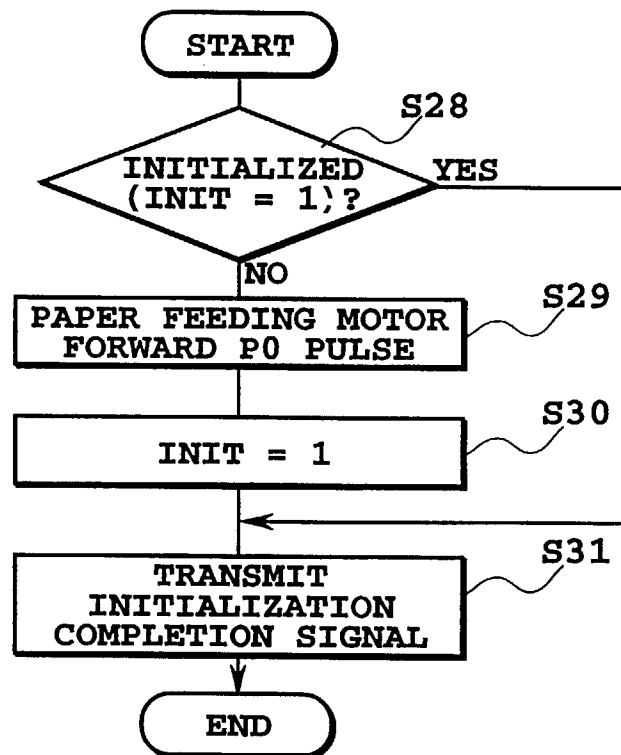 START
S28
INITIALIZED
(INIT = 1)?
YES
NO
S29
PAPER FEEDING MOTOR
FORWARD P0 PULSE
S30
INIT = 1
S31
TRANSMIT
INITIALIZATION
COMPLETION SIGNAL
END